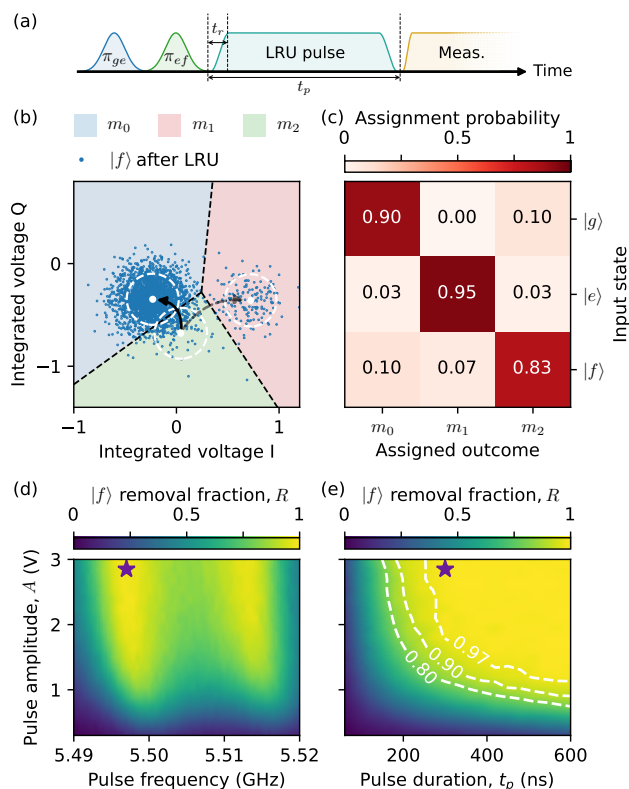 (a)
t_r
π_ge
π_ef
LRU pulse
Meas.
Time
t_p
(b)
m_0
m_1
m_2
|f⟩ after LRU
Integrated voltage Q
0
−1
−1
0
1
Integrated voltage I
(c)
Assignment probability
0
0.5
1
0.90
0.00
0.10
|g⟩
0.03
0.95
0.03
|e⟩
0.10
0.07
0.83
|f⟩
Input state
m_0
m_1
m_2
Assigned outcome
(d)
|f⟩ removal fraction, R
0
0.5
1
Pulse amplitude, A (V)
3
2
1
5.49
5.50
5.51
5.52
Pulse frequency (GHz)
(e)
|f⟩ removal fraction, R
0
0.5
1
0.97
0.90
0.80
200
400
600
Pulse duration, t_p (ns)